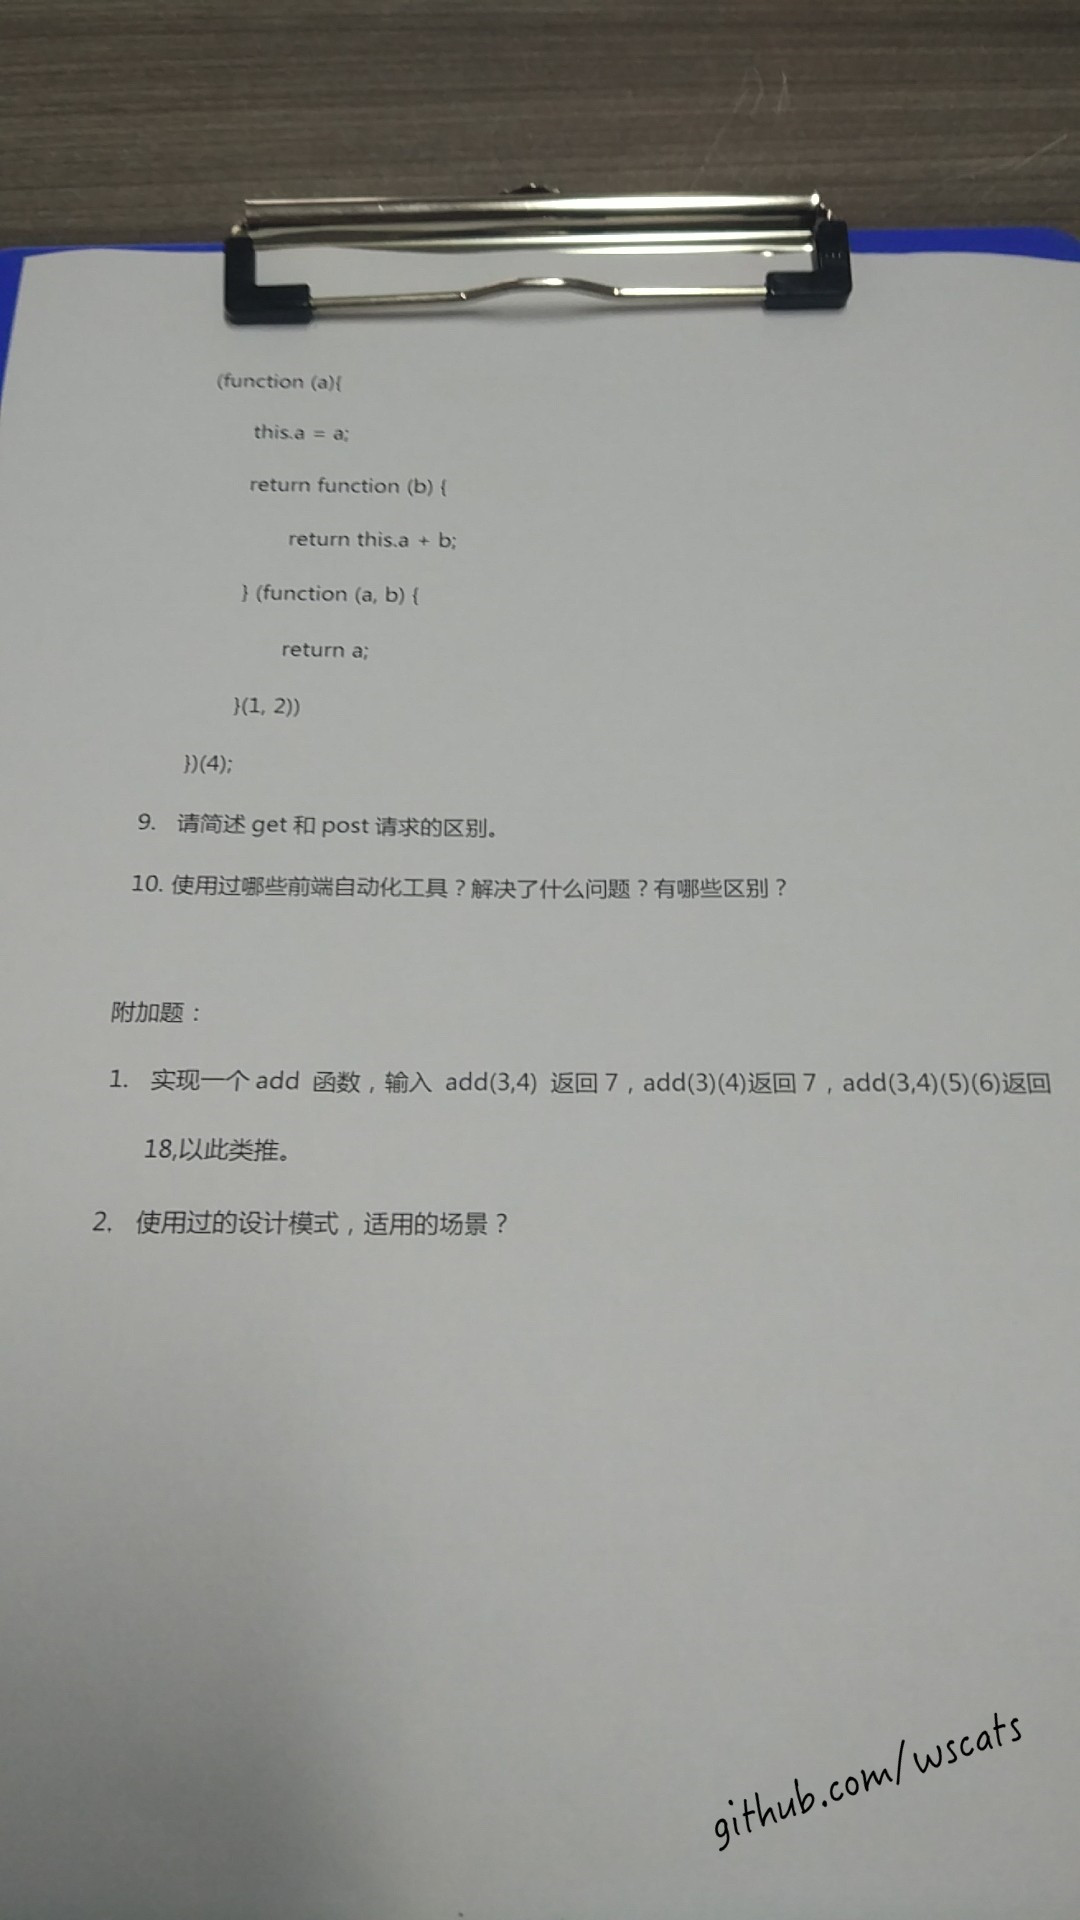 (function (a){
this.a = a;
return function (b) {
return this.a + b;
} (function (a, b) {
return a;
}(1, 2))
})(4);
9. 请简述 get 和 post 请求的区别。
10. 使用过哪些前端自动化工具？解决了什么问题？有哪些区别？
附加题：
1. 实现一个 add 函数，输入 add(3,4) 返回 7，add(3)(4)返回 7，add(3,4)(5)(6)返回
18,以此类推。
2. 使用过的设计模式，适用的场景？
github.com/wscats